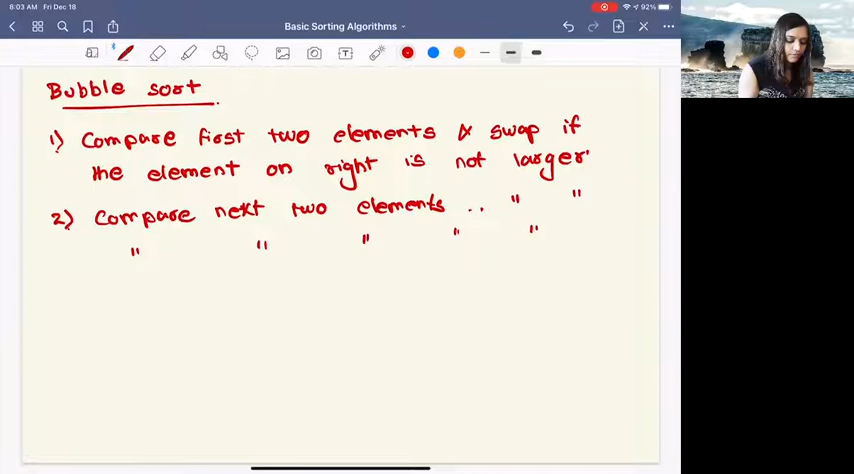 8:03 AM Fri Dec 18
92%
Basic Sorting Algorithms
Bubble sort
1) Compare first two elements & swap if
the element on right is not larger
2) Compare next two elements .. " "
" " " " "